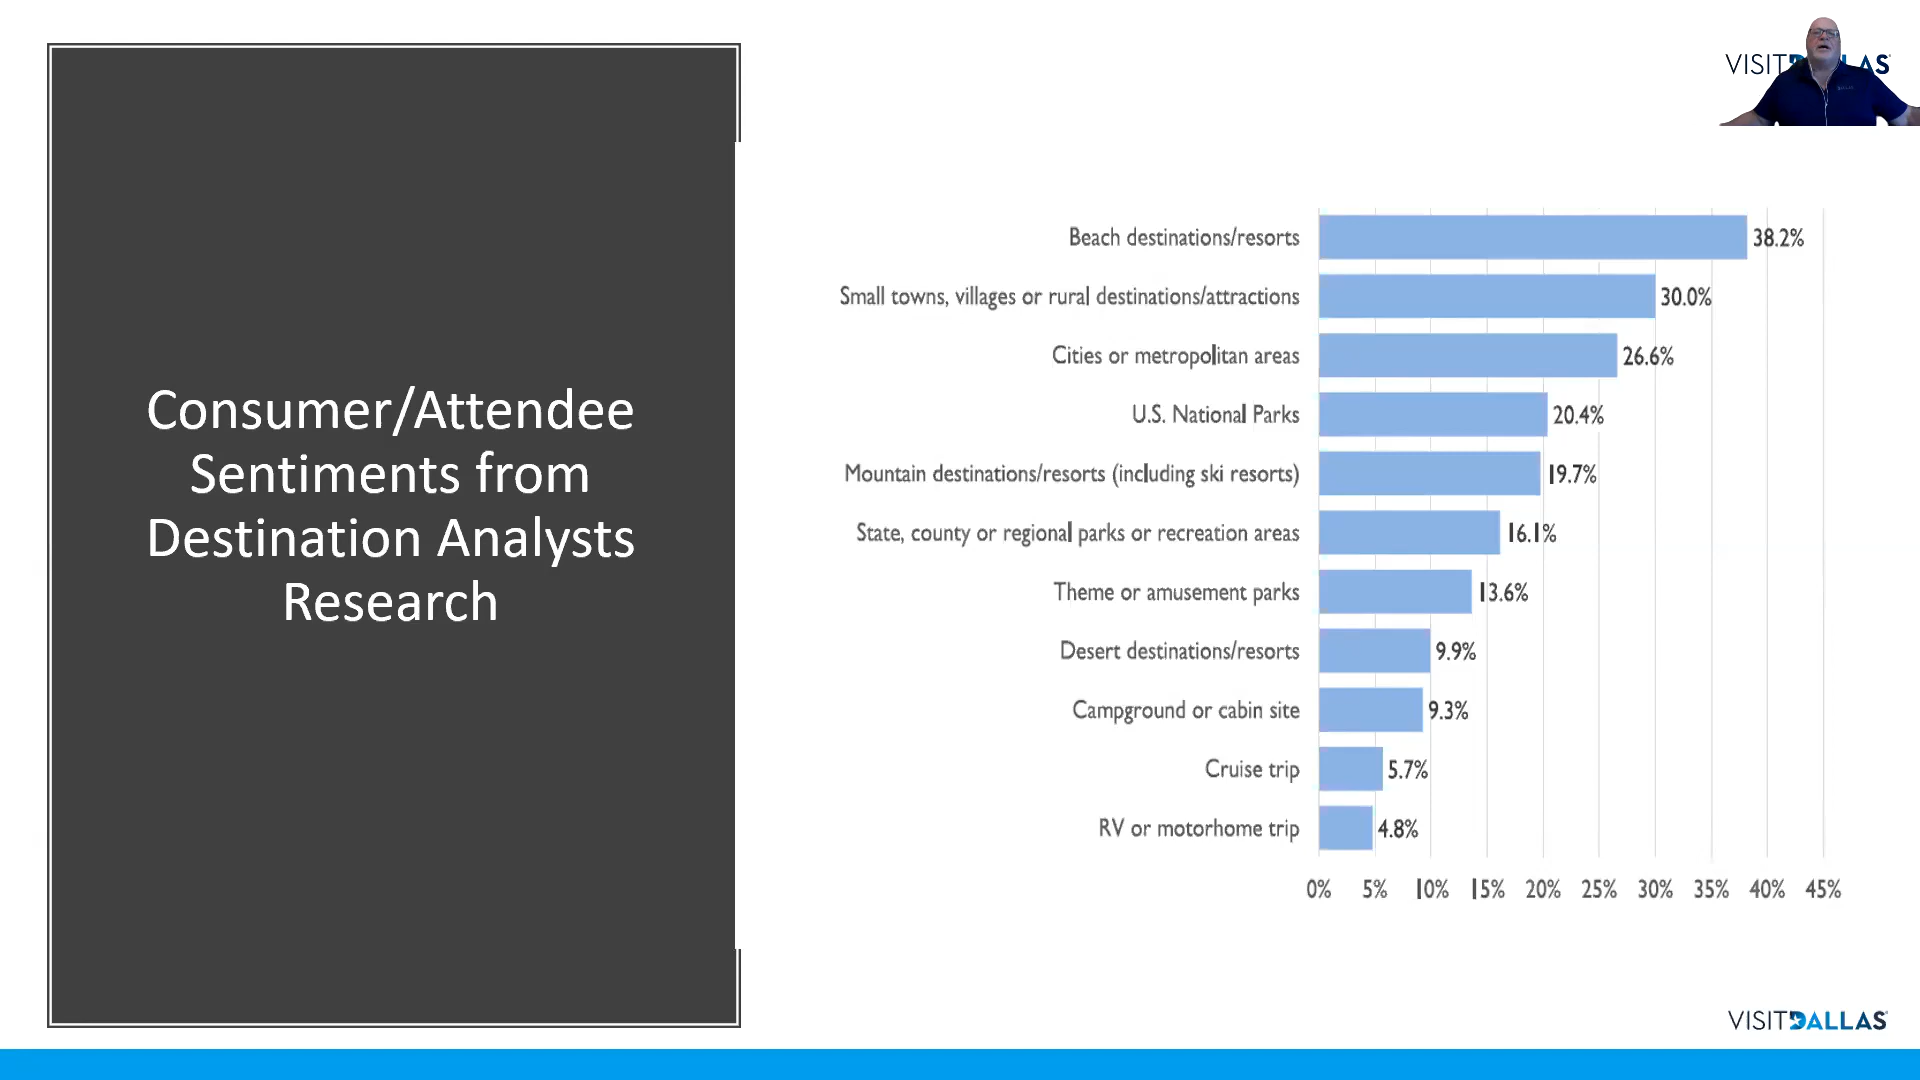 Consumer/Attendee
Sentiments from
Destination Analysts
Research
VISIT AS
Beach destinations/resorts 38.2%
Small towns, villages or rural destinations/attractions 30.0%
Cities or metropolitan areas 26.6%
U.S. National Parks 20.4%
Mountain destinations/resorts (including ski resorts) 19.7%
State, county or regional parks or recreation areas 16.1%
Theme or amusement parks 13.6%
Desert destinations/resorts 9.9%
Campground or cabin site 9.3%
Cruise trip 5.7%
RV or motorhome trip 4.8%
0% 5% 10% 15% 20% 25% 30% 35% 40% 45%
VISITDALLAS